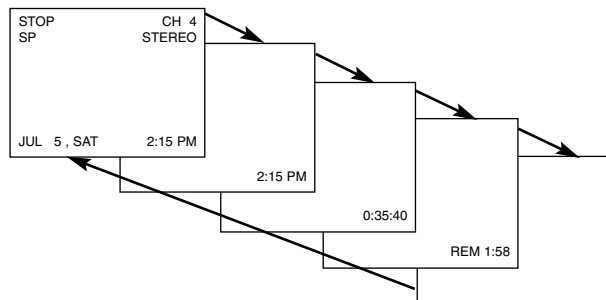 STOP CH 4
SP STEREO
JUL 5 , SAT 2:15 PM
2:15 PM
0:35:40
REM 1:58